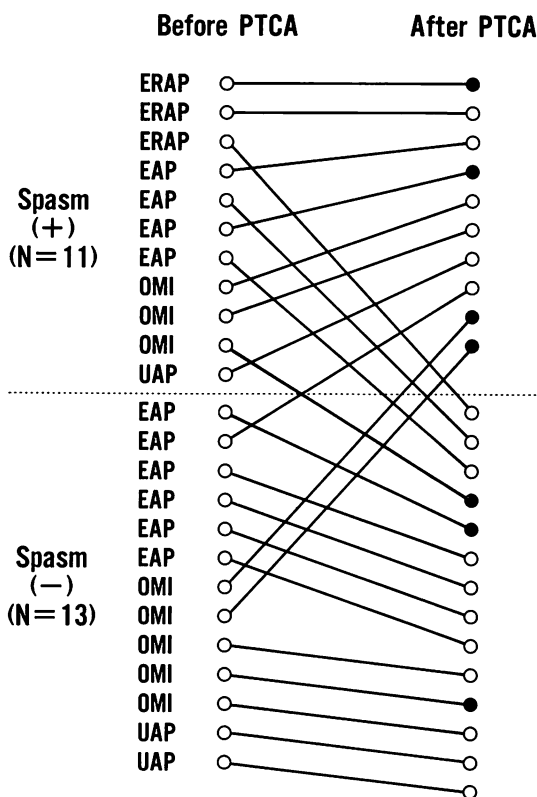 Before PTCA After PTCA
ERAP
ERAP
ERAP
EAP
EAP
EAP
EAP
OMI
OMI
OMI
UAP
Spasm
(+)
(N=11)
EAP
EAP
EAP
EAP
EAP
EAP
OMI
OMI
OMI
OMI
OMI
UAP
UAP
Spasm
(−)
(N=13)